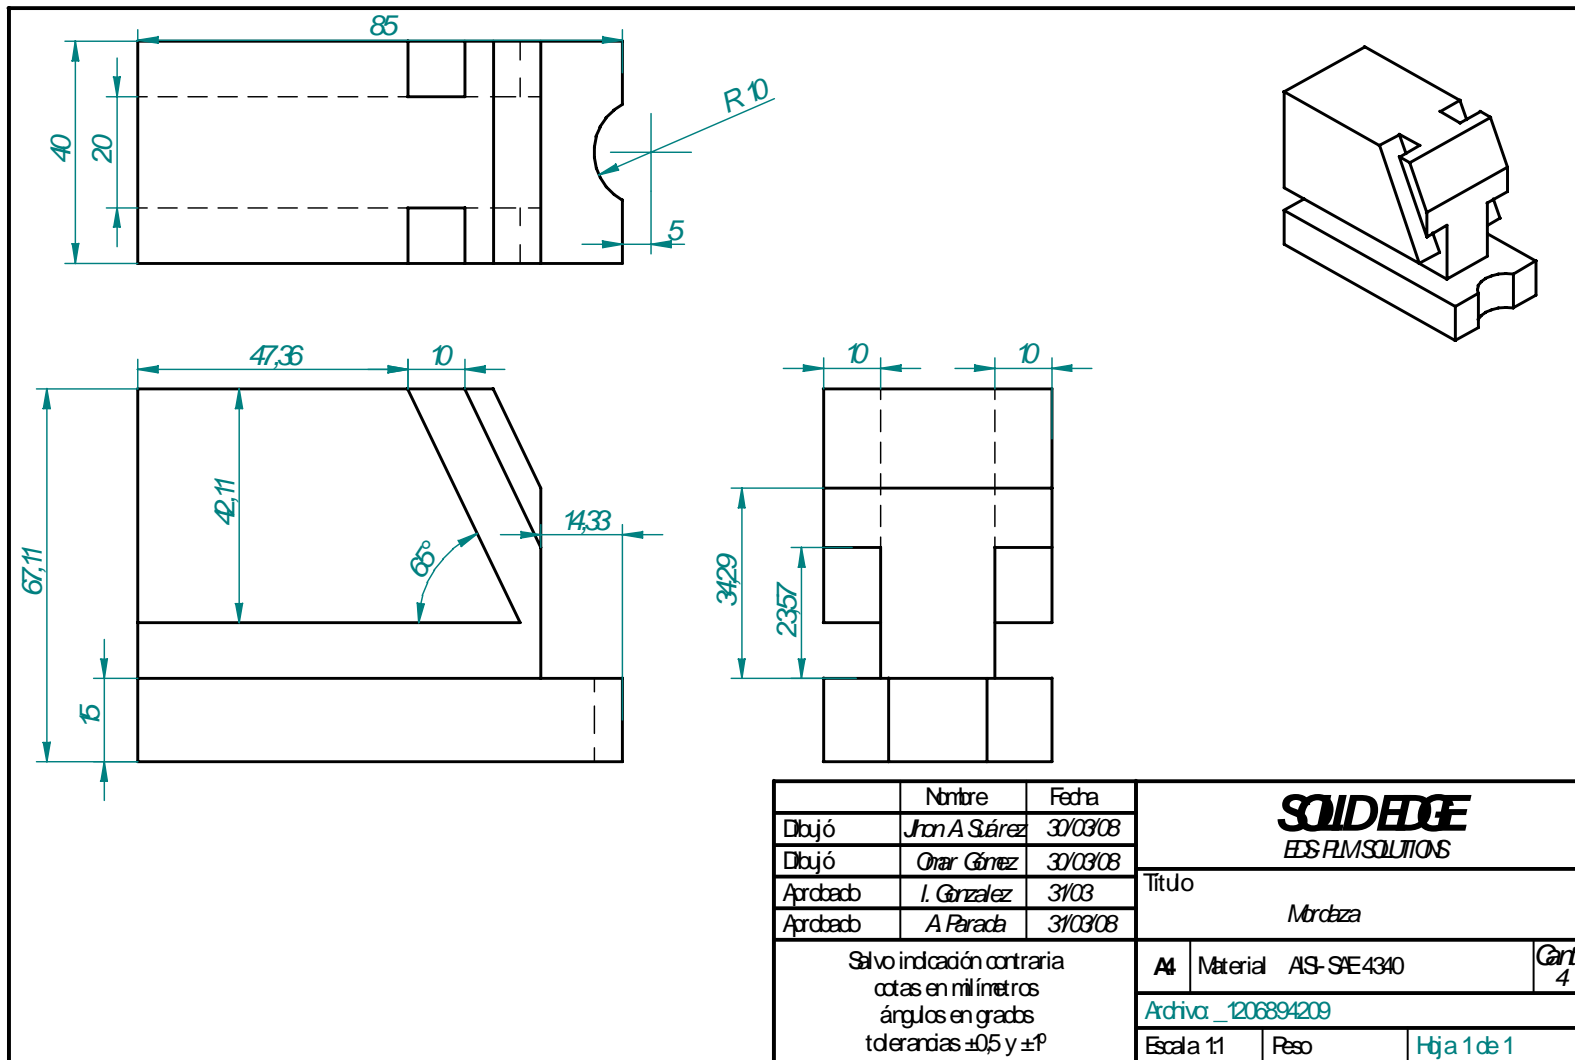 85
40
20
R 10
5
47,36
10
67,11
42,11
65°
14,33
15
10
10
34,29
23,57
Nombre
Fecha
Dibujó
Jhon A Suárez
30/03/08
Dibujó
Omar Gómez
30/03/08
Aprobado
I. Gonzalez
31/03
Aprobado
A Parada
31/03/08
Salvo indicación contraria
cotas en milímetros
ángulos en grados
tolerancias ±0,5 y ±1º
SOLID EDGE
EDS-PLM SOLUTIONS
Título
Mordaza
A4
Material AISI-SAE 4340
Cant
4
Archivo: _1206894209
Escala 1:1
Peso
Hoja 1 de 1